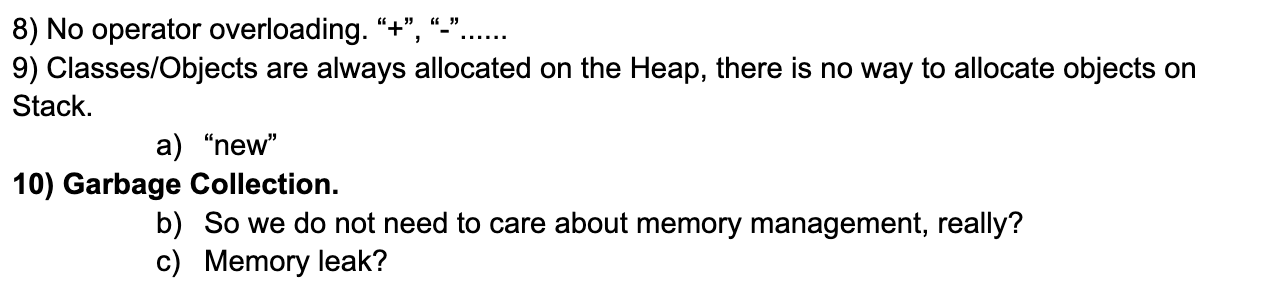 8) No operator overloading. “+”, “-”......
9) Classes/Objects are always allocated on the Heap, there is no way to allocate objects on
Stack.
a) “new”
10) Garbage Collection.
b) So we do not need to care about memory management, really?
c) Memory leak?